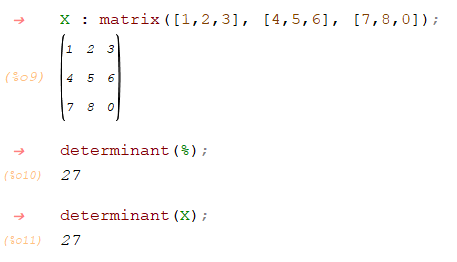 → X : matrix([1,2,3], [4,5,6], [7,8,0]);
1 2 3
(%o9) 4 5 6
7 8 0
→ determinant(%);
(%o10) 27
→ determinant(X);
(%o11) 27